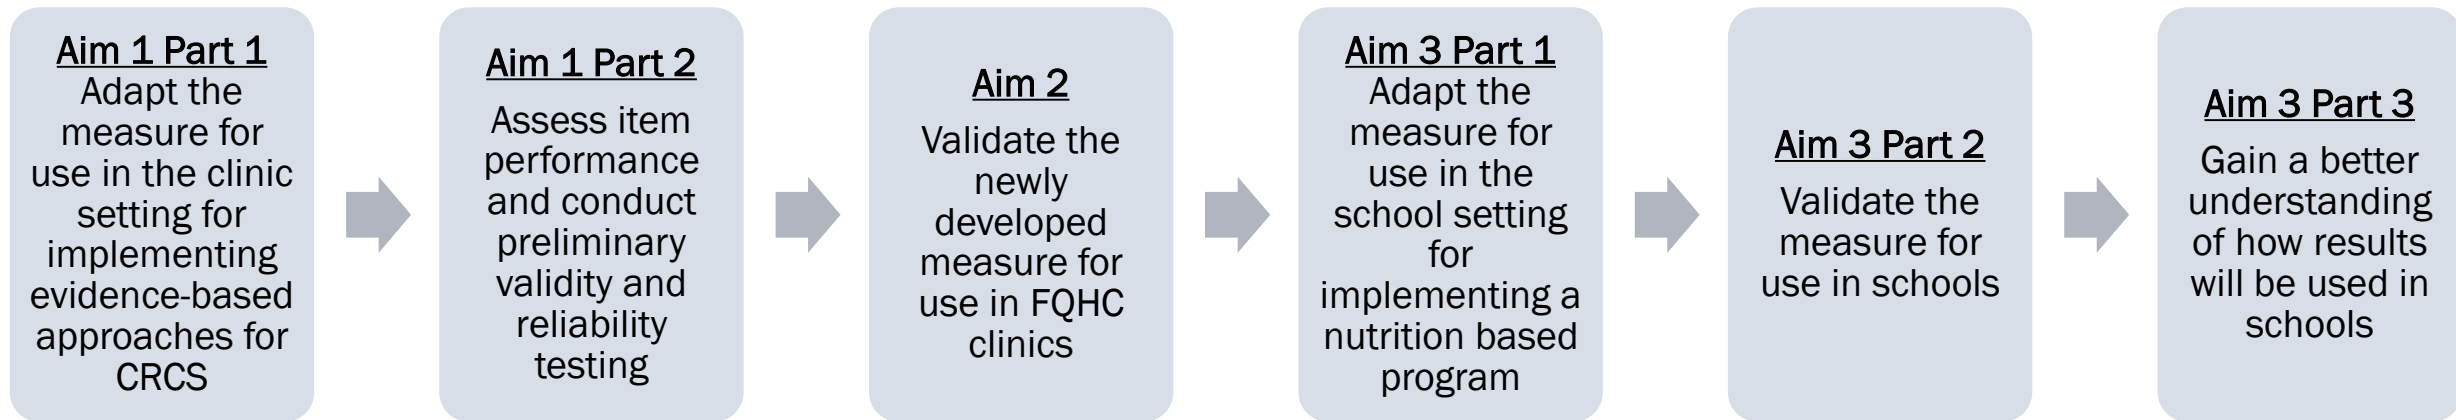 Aim 1 Part 1
Adapt the
measure for
use in the clinic
setting for
implementing
evidence-based
approaches for
CRCS
Aim 1 Part 2
Assess item
performance
and conduct
preliminary
validity and
reliability
testing
Aim 2
Validate the
newly
developed
measure for
use in FQHC
clinics
Aim 3 Part 1
Adapt the
measure for
use in the
school setting
for
implementing a
nutrition based
program
Aim 3 Part 2
Validate the
measure for
use in schools
Aim 3 Part 3
Gain a better
understanding
of how results
will be used in
schools